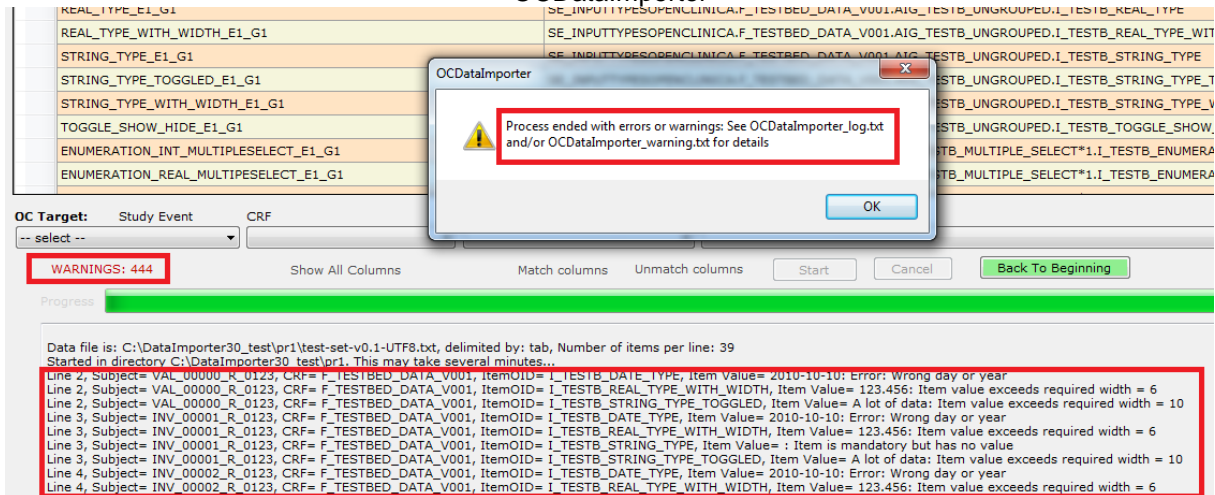 OCDataImporter
REAL_TYPE_E1_G1 SE_INPUTTYPESOPENCLINICA.F_TESTBED_DATA_V001.AIG_TESTB_UNGROUPED.I_TESTB_REAL_TYPE
REAL_TYPE_WITH_WIDTH_E1_G1 SE_INPUTTYPESOPENCLINICA.F_TESTBED_DATA_V001.AIG_TESTB_UNGROUPED.I_TESTB_REAL_TYPE_WIT
STRING_TYPE_E1_G1 SE_INPUTTYPESOPENCLINICA.F_TESTBED_DATA_V001.AIG_TESTB_UNGROUPED.I_TESTB_STRING_TYPE
STRING_TYPE_TOGGLED_E1_G1 ESTB_UNGROUPED.I_TESTB_STRING_TYPE_T
STRING_TYPE_WITH_WIDTH_E1_G1 ESTB_UNGROUPED.I_TESTB_STRING_TYPE_W
TOGGLE_SHOW_HIDE_E1_G1 ESTB_UNGROUPED.I_TESTB_TOGGLE_SHOW_
ENUMERATION_INT_MULTIPLESELECT_E1_G1 TB_MULTIPLE_SELECT*1.I_TESTB_ENUMERA
ENUMERATION_REAL_MULTIPESELECT_E1_G1 TB_MULTIPLE_SELECT*1.I_TESTB_ENUMERA
OCDataImporter
Process ended with errors or warnings: See OCDataImporter_log.txt
and/or OCDataImporter_warning.txt for details
OK
OC Target: Study Event CRF
-- select --
WARNINGS: 444 Show All Columns Match columns Unmatch columns Start Cancel Back To Beginning
Progress
Data file is: C:\DataImporter30_test\pr1\test-set-v0.1-UTF8.txt, delimited by: tab, Number of items per line: 39
Started in directory C:\DataImporter30_test\pr1. This may take several minutes...
Line 2, Subject= VAL_00000_R_0123, CRF= F_TESTBED_DATA_V001, ItemOID= I_TESTB_DATE_TYPE, Item Value= 2010-10-10: Error: Wrong day or year
Line 2, Subject= VAL_00000_R_0123, CRF= F_TESTBED_DATA_V001, ItemOID= I_TESTB_REAL_TYPE_WITH_WIDTH, Item Value= 123.456: Item value exceeds required width = 6
Line 2, Subject= VAL_00000_R_0123, CRF= F_TESTBED_DATA_V001, ItemOID= I_TESTB_STRING_TYPE_TOGGLED, Item Value= A lot of data: Item value exceeds required width = 10
Line 3, Subject= INV_00001_R_0123, CRF= F_TESTBED_DATA_V001, ItemOID= I_TESTB_DATE_TYPE, Item Value= 2010-10-10: Error: Wrong day or year
Line 3, Subject= INV_00001_R_0123, CRF= F_TESTBED_DATA_V001, ItemOID= I_TESTB_REAL_TYPE_WITH_WIDTH, Item Value= 123.456: Item value exceeds required width = 6
Line 3, Subject= INV_00001_R_0123, CRF= F_TESTBED_DATA_V001, ItemOID= I_TESTB_STRING_TYPE, Item Value= : Item is mandatory but has no value
Line 3, Subject= INV_00001_R_0123, CRF= F_TESTBED_DATA_V001, ItemOID= I_TESTB_STRING_TYPE_TOGGLED, Item Value= A lot of data: Item value exceeds required width = 10
Line 4, Subject= INV_00002_R_0123, CRF= F_TESTBED_DATA_V001, ItemOID= I_TESTB_DATE_TYPE, Item Value= 2010-10-10: Error: Wrong day or year
Line 4, Subject= INV_00002_R_0123, CRF= F_TESTBED_DATA_V001, ItemOID= I_TESTB_REAL_TYPE_WITH_WIDTH, Item Value= 123.456: Item value exceeds required width = 6